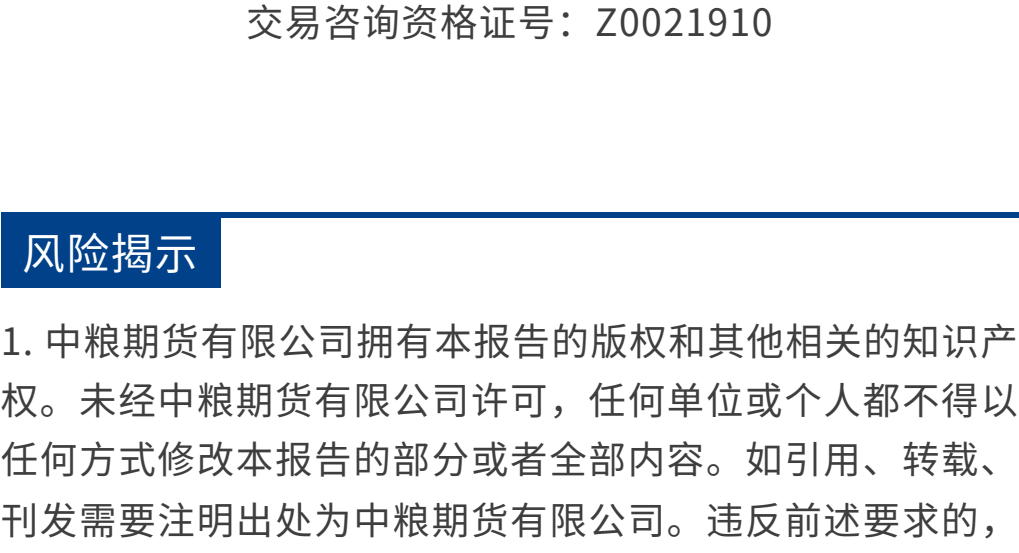 交易咨询资格证号：Z0021910
风险揭示
1. 中粮期货有限公司拥有本报告的版权和其他相关的知识产
权。未经中粮期货有限公司许可，任何单位或个人都不得以
任何方式修改本报告的部分或者全部内容。如引用、转载、
刊发需要注明出处为中粮期货有限公司。违反前述要求的，